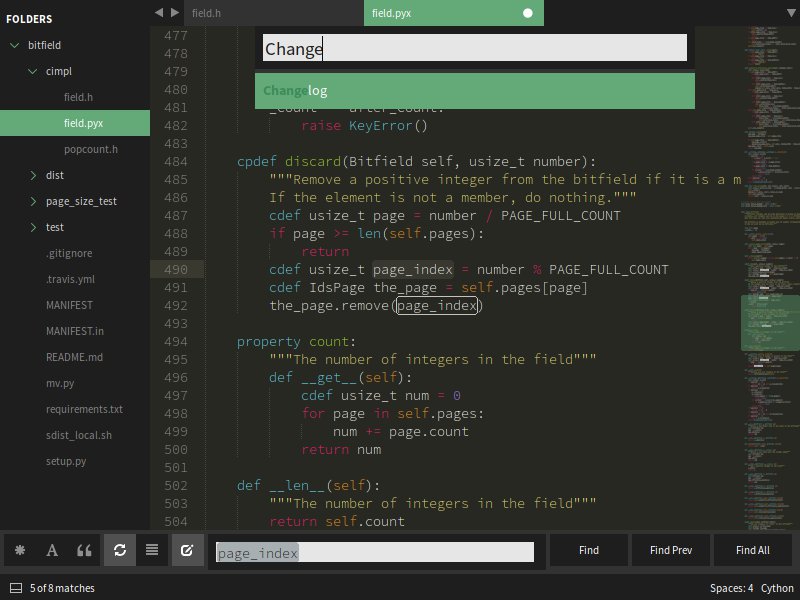 FOLDERS
bitfield
cimpl
field.h
field.pyx
popcount.h
dist
page_size_test
test
.gitignore
.travis.yml
MANIFEST
MANIFEST.in
README.md
mv.py
requirements.txt
sdist_local.sh
setup.py
field.h
field.pyx
Change
Changelog
477
478
479
480
481
482 raise KeyError()
483
484 cpdef discard(Bitfield self, usize_t number):
485 """Remove a positive integer from the bitfield if it is a m
486 If the element is not a member, do nothing."""
487 cdef usize_t page = number / PAGE_FULL_COUNT
488 if page >= len(self.pages):
489 return
490 cdef usize_t page_index = number % PAGE_FULL_COUNT
491 cdef IdsPage the_page = self.pages[page]
492 the_page.remove(page_index)
493
494 property count:
495 """The number of integers in the field"""
496 def __get__(self):
497 cdef usize_t num = 0
498 for page in self.pages:
499 num += page.count
500 return num
501
502 def __len__(self):
503 """The number of integers in the field"""
504 return self.count
page_index
Find
Find Prev
Find All
5 of 8 matches
Spaces: 4 Cython